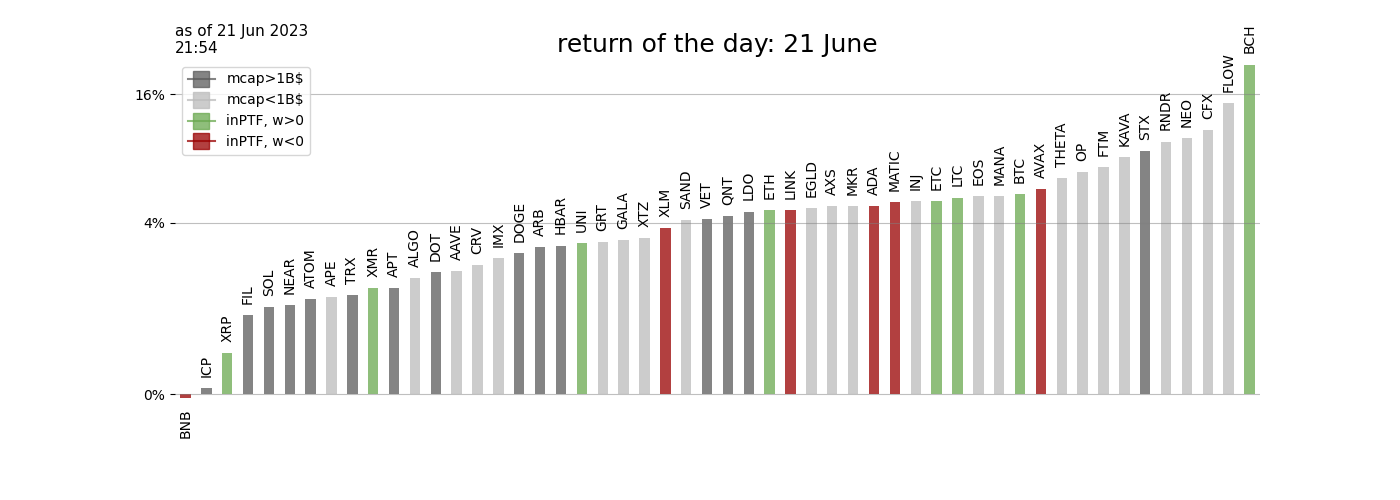 as of 21 Jun 2023
21:54
return of the day: 21 June
mcap>1B$
mcap<1B$
inPTF, w>0
inPTF, w<0
16%
4%
0%
BNB
ICP
XRP
FIL
SOL
NEAR
ATOM
APE
TRX
XMR
APT
ALGO
DOT
AAVE
CRV
IMX
DOGE
ARB
HBAR
UNI
GRT
GALA
XTZ
XLM
SAND
VET
QNT
LDO
ETH
LINK
EGLD
AXS
MKR
ADA
MATIC
INJ
ETC
LTC
EOS
MANA
BTC
AVAX
THETA
OP
FTM
KAVA
STX
RNDR
NEO
CFX
FLOW
BCH